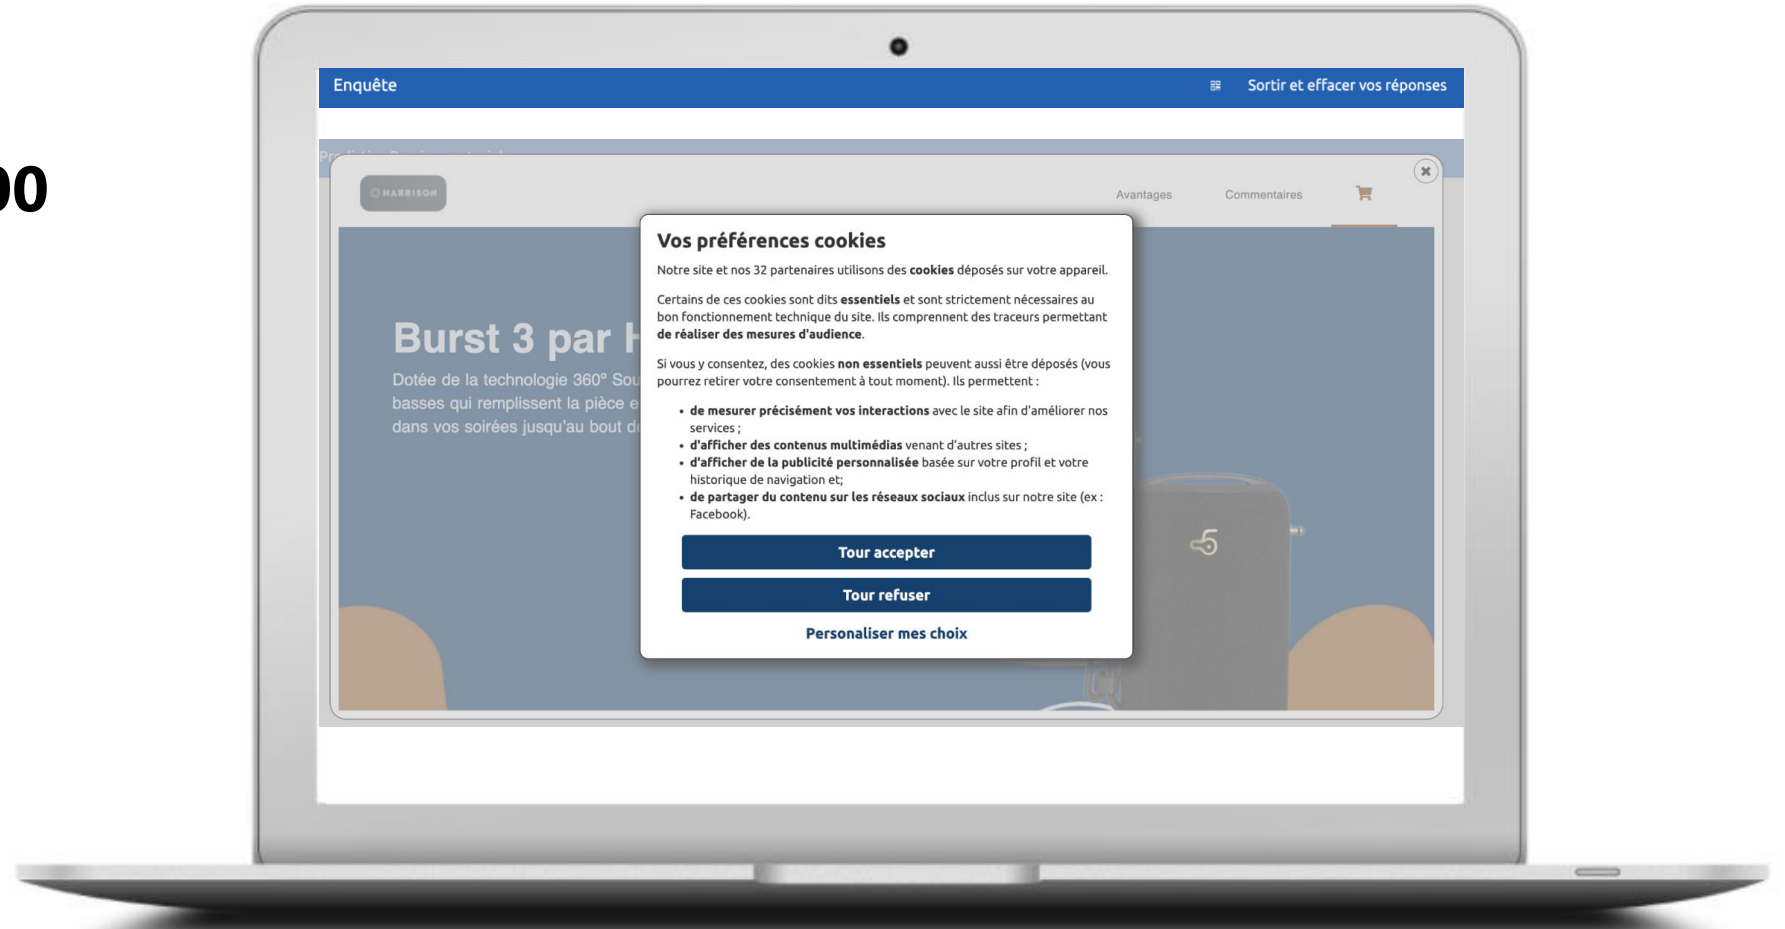 00
Enquête
Sortir et effacer vos réponses
HARRISON
Avantages
Commentaires
Burst 3 par H
Dotée de la technologie 360° Sou
basses qui remplissent la pièce e
dans vos soirées jusqu'au bout de
Vos préférences cookies
Notre site et nos 32 partenaires utilisons des cookies déposés sur votre appareil.
Certains de ces cookies sont dits essentiels et sont strictement nécessaires au
bon fonctionnement technique du site. Ils comprennent des traceurs permettant
de réaliser des mesures d'audience.
Si vous y consentez, des cookies non essentiels peuvent aussi être déposés (vous
pourrez retirer votre consentement à tout moment). Ils permettent :
• de mesurer précisément vos interactions avec le site afin d'améliorer nos
services ;
• d'afficher des contenus multimédias venant d'autres sites ;
• d'afficher de la publicité personnalisée basée sur votre profil et votre
historique de navigation et;
• de partager du contenu sur les réseaux sociaux inclus sur notre site (ex :
Facebook).
Tour accepter
Tour refuser
Personaliser mes choix